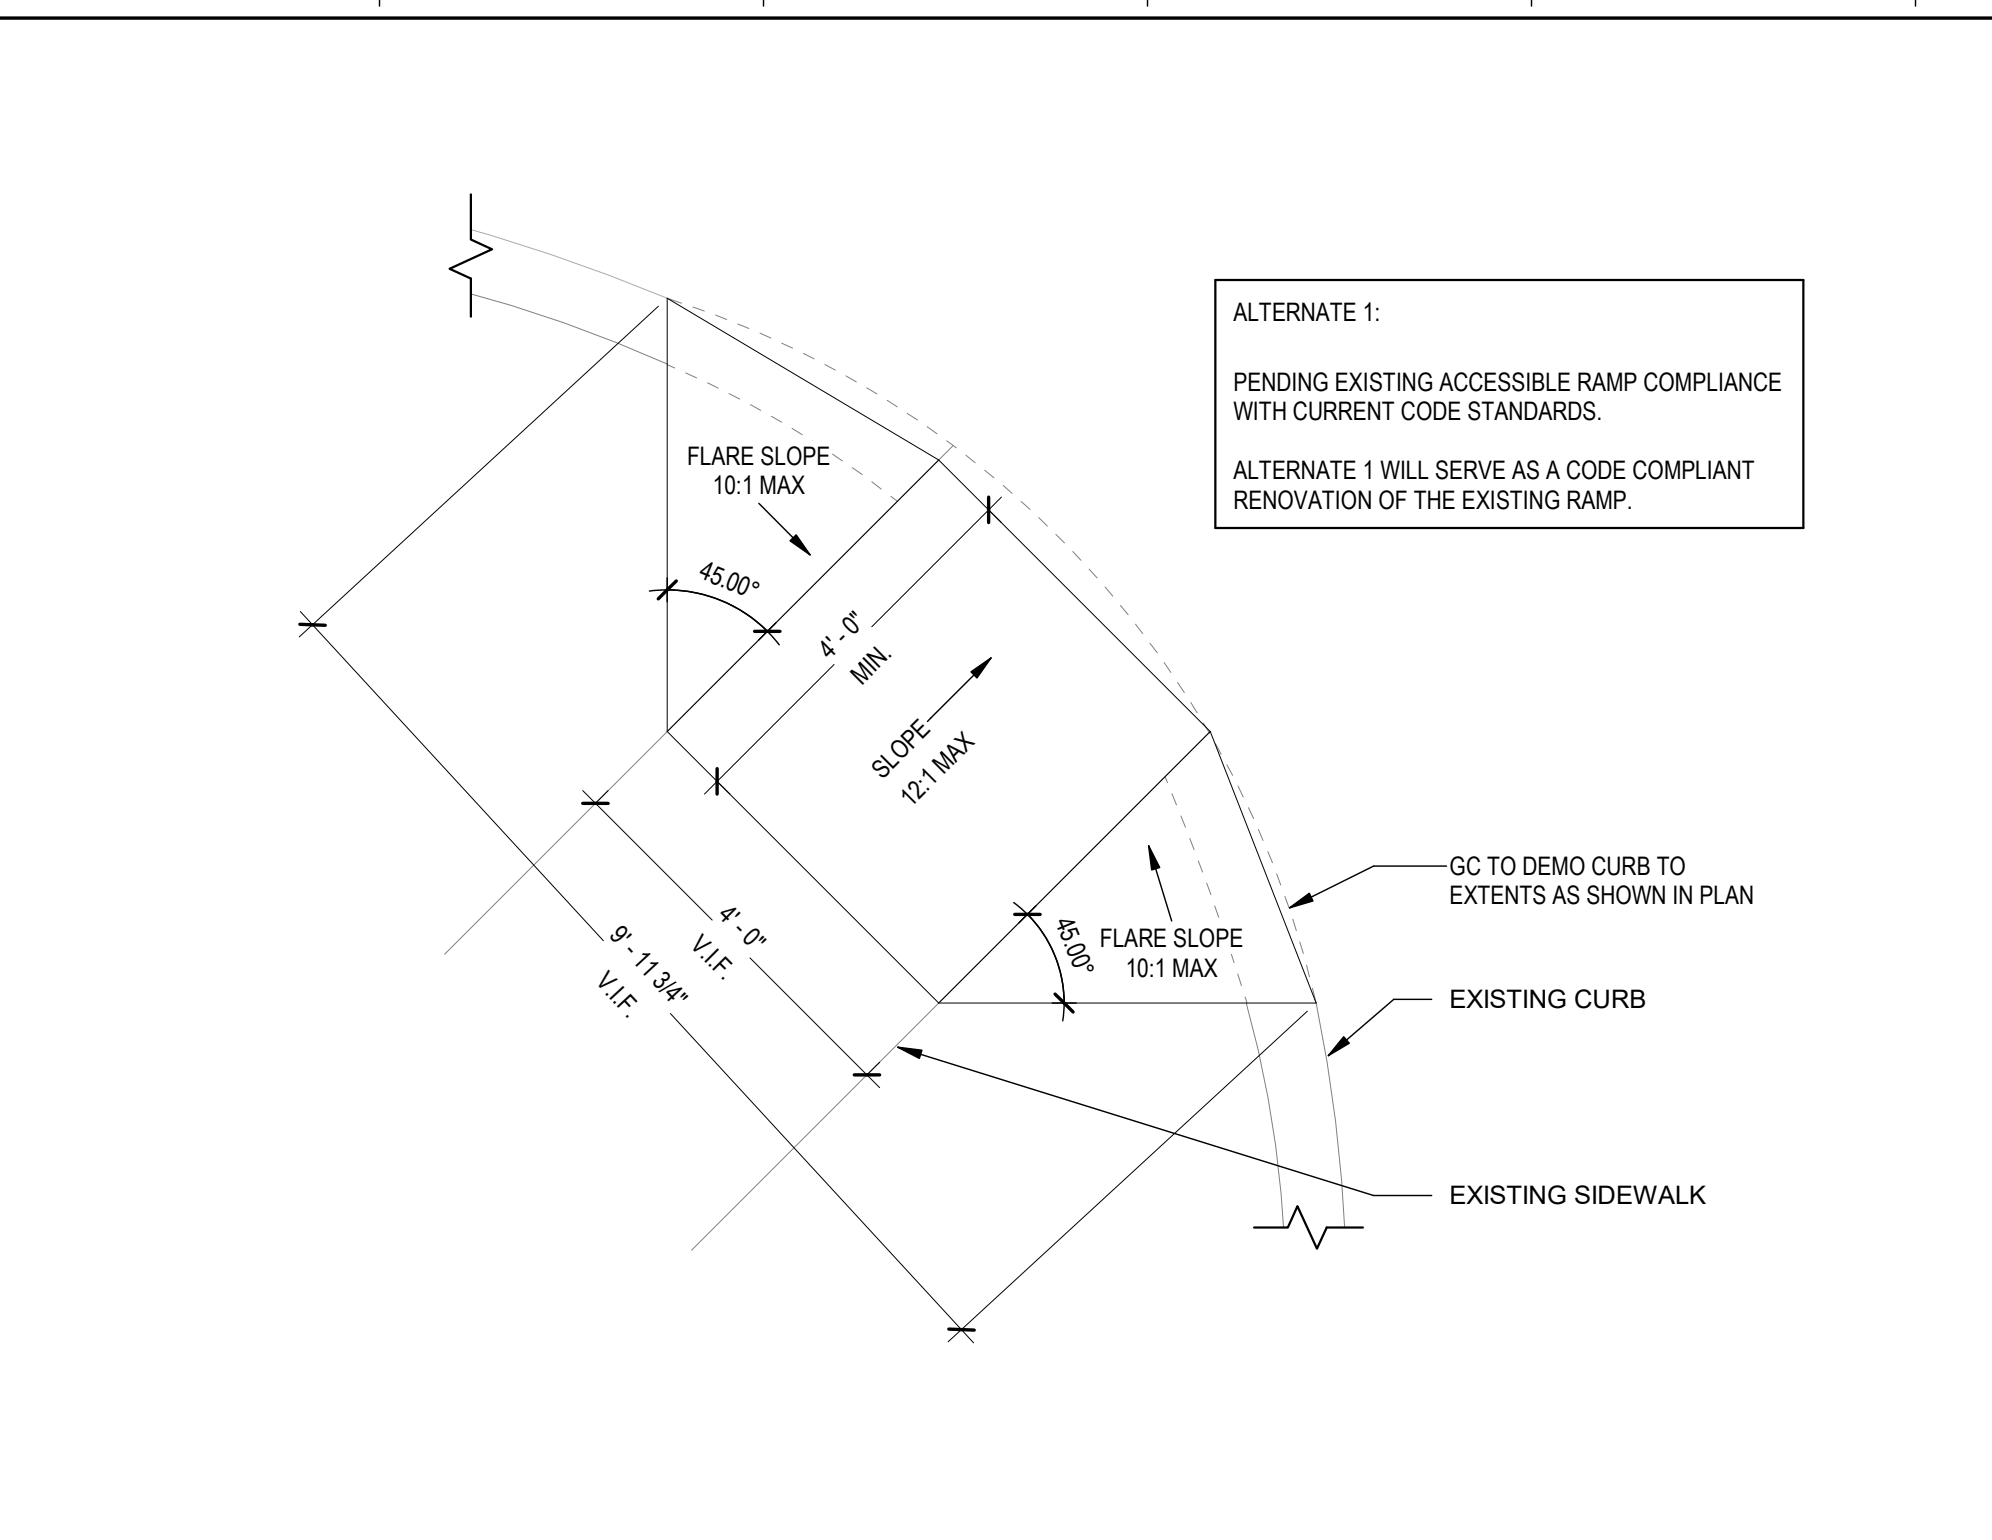 ALTERNATE 1:
PENDING EXISTING ACCESSIBLE RAMP COMPLIANCE
WITH CURRENT CODE STANDARDS.
ALTERNATE 1 WILL SERVE AS A CODE COMPLIANT
RENOVATION OF THE EXISTING RAMP.
FLARE SLOPE
10:1 MAX
45.00°
4' - 0"
MIN.
SLOPE
12:1 MAX
GC TO DEMO CURB TO
EXTENTS AS SHOWN IN PLAN
4' - 0"
V.I.F.
9' - 11 3/4"
V.I.F.
45.00°
FLARE SLOPE
10:1 MAX
EXISTING CURB
EXISTING SIDEWALK